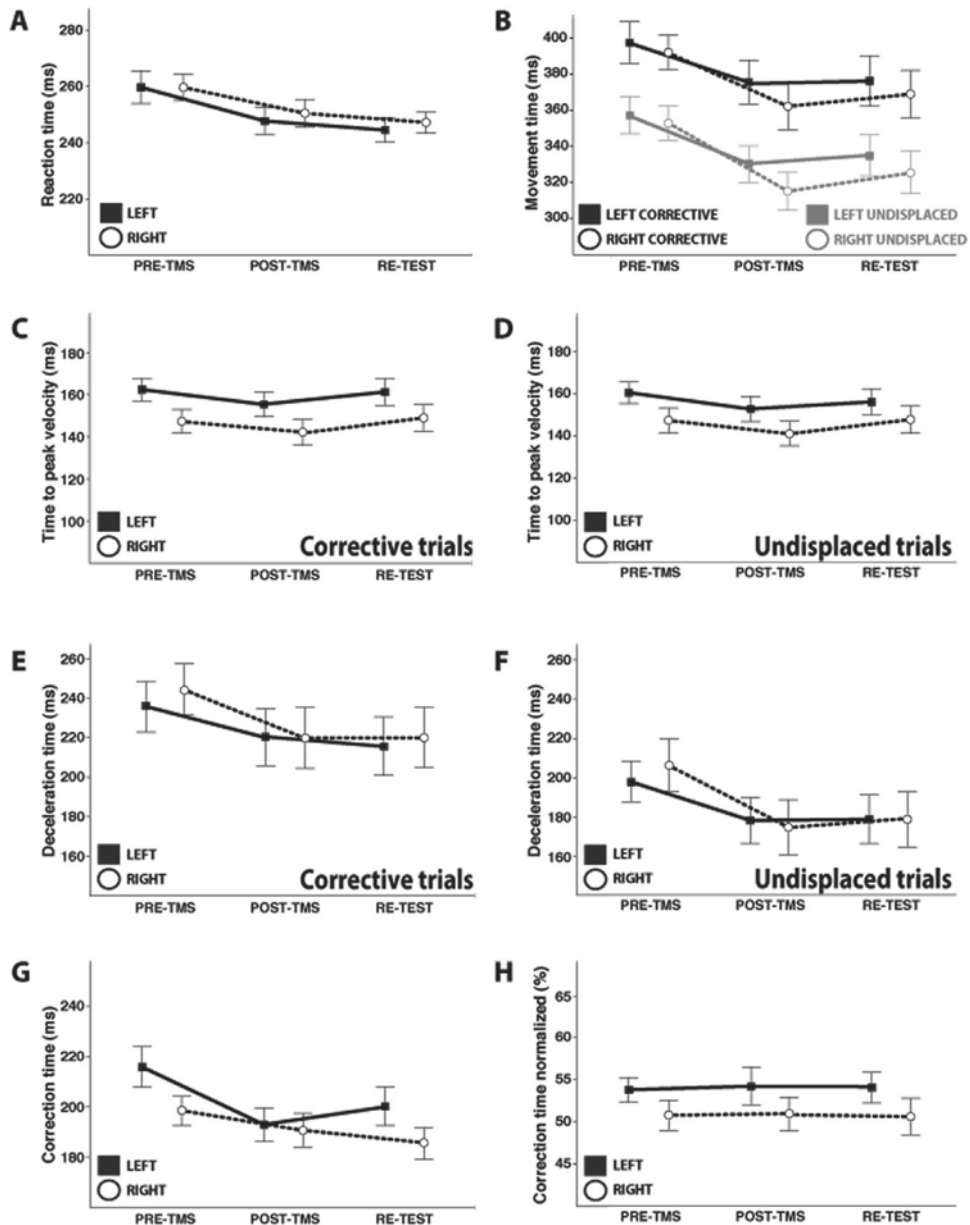 A
Reaction time (ms)
280
260
240
220
LEFT
RIGHT
PRE-TMS POST-TMS RE-TEST
B
Movement time (ms)
400
380
360
340
320
300
LEFT CORRECTIVE LEFT UNDISPLACED
RIGHT CORRECTIVE RIGHT UNDISPLACED
PRE-TMS POST-TMS RE-TEST
C
Time to peak velocity (ms)
180
160
140
120
100
LEFT
RIGHT
Corrective trials
PRE-TMS POST-TMS RE-TEST
D
Time to peak velocity (ms)
180
160
140
120
100
LEFT
RIGHT
Undisplaced trials
PRE-TMS POST-TMS RE-TEST
E
Deceleration time (ms)
260
240
220
200
180
160
LEFT
RIGHT
Corrective trials
PRE-TMS POST-TMS RE-TEST
F
Deceleration time (ms)
260
240
220
200
180
160
LEFT
RIGHT
Undisplaced trials
PRE-TMS POST-TMS RE-TEST
G
Correction time (ms)
240
220
200
180
LEFT
RIGHT
PRE-TMS POST-TMS RE-TEST
H
Correction time normalized (%)
65
60
55
50
45
LEFT
RIGHT
PRE-TMS POST-TMS RE-TEST